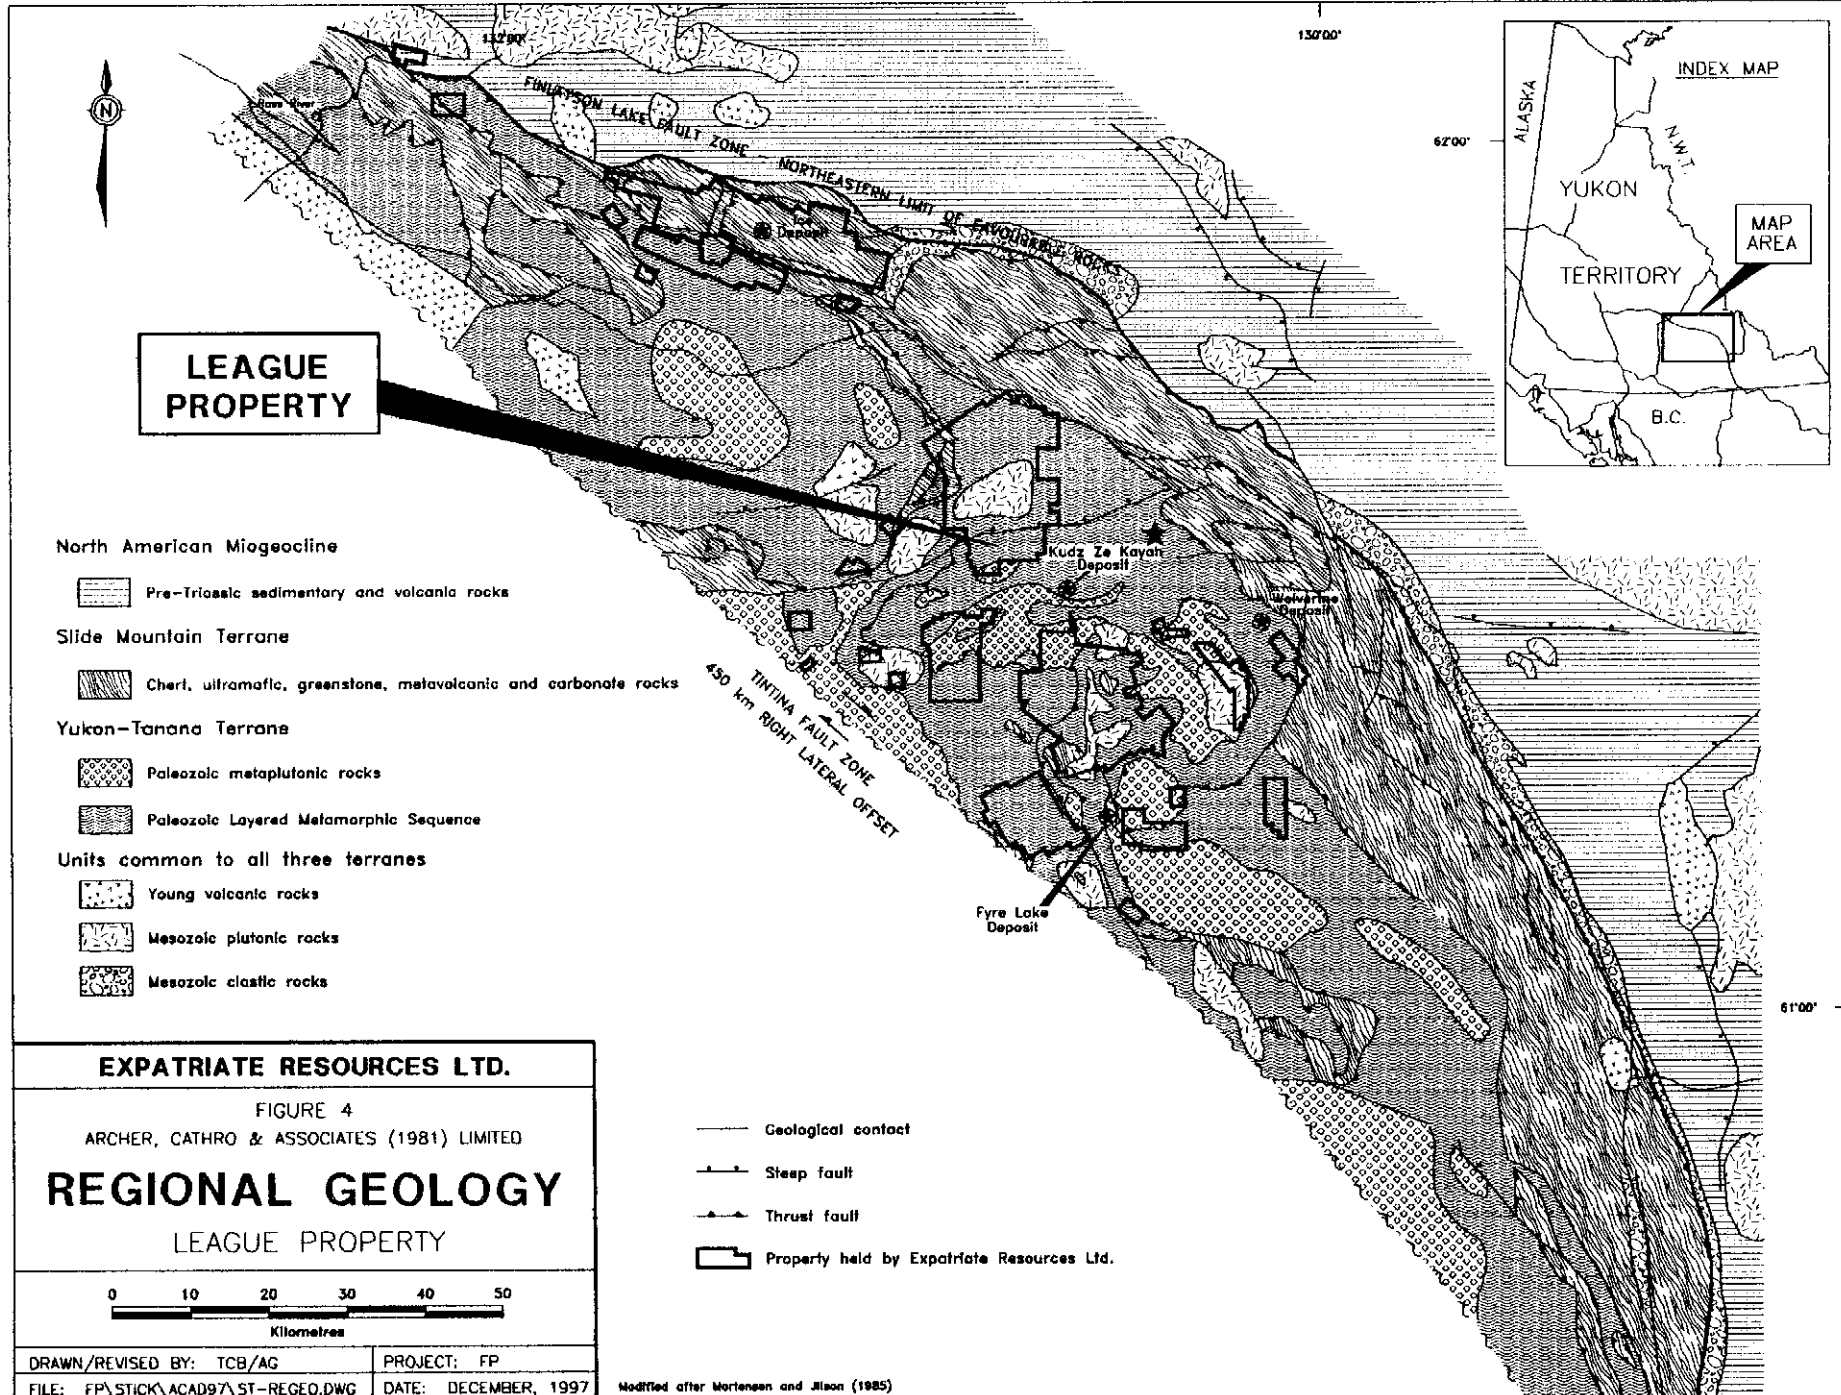 132°00'
130°00'
FINLAYSON LAKE FAULT ZONE - NORTHEASTERN LIMIT OF FAVOURABLE ROCKS
N
Ross River
62°00'
INDEX MAP
ALASKA
N.W.T.
YUKON
MAP
AREA
TERRITORY
B.C.
Ice
Deposit
LEAGUE
PROPERTY
Kudz Ze Kayah
Deposit
Wolverine
Deposit
North American Miogeocline
Pre-Triassic sedimentary and volcanic rocks
Slide Mountain Terrane
Chert, ultramafic, greenstone, metavolcanic and carbonate rocks
Yukon-Tanana Terrane
Paleozoic metaplutonic rocks
Paleozoic Layered Metamorphic Sequence
Units common to all three terranes
Young volcanic rocks
Mesozoic plutonic rocks
Mesozoic clastic rocks
TINTINA FAULT ZONE
450 km RIGHT LATERAL OFFSET
Fyre Lake
Deposit
61°00'
EXPATRIATE RESOURCES LTD.
FIGURE 4
ARCHER, CATHRO & ASSOCIATES (1981) LIMITED
REGIONAL GEOLOGY
LEAGUE PROPERTY
0 10 20 30 40 50
Kilometres
DRAWN/REVISED BY: TCB/AG
PROJECT: FP
FILE: FP\STICK\ACAD97\ST-REGEO.DWG
DATE: DECEMBER, 1997
Geological contact
Steep fault
Thrust fault
Property held by Expatriate Resources Ltd.
Modified after Mortensen and Jilson (1985)